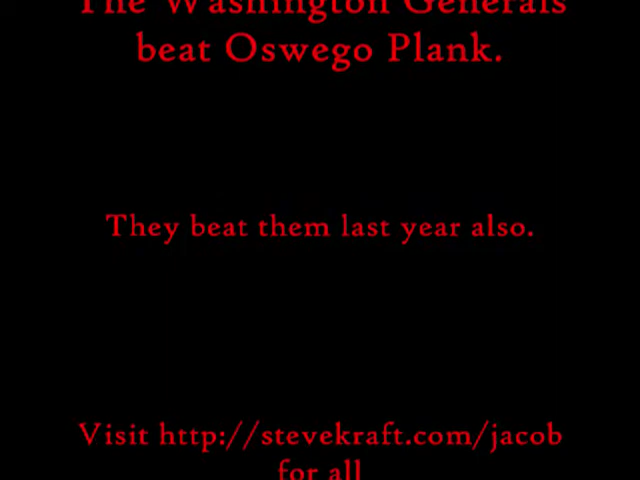 The Washington Generals
beat Oswego Plank.
They beat them last year also.
Visit http://stevekraft.com/jacob
for all